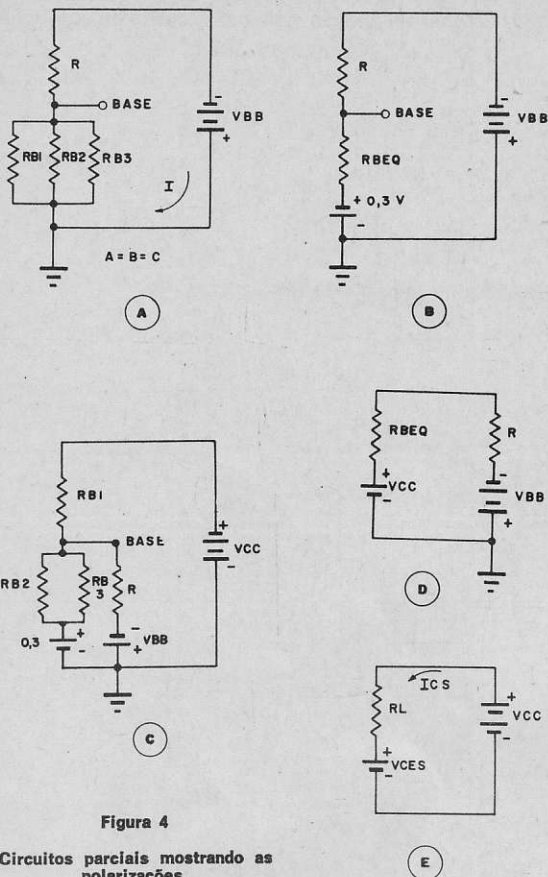 R
BASE
RB1
RB2
RB3
I
-
VBB
+
A = B = C
A
R
BASE
RBEQ
+ 0,3 V
-
-
VBB
+
B
RB1
BASE
RB2
RB
3
R
0,3
+
-
-
+
VBB
+
VCC
-
C
RBEQ
R
+
VCC
-
-
VBB
+
D
ICS
RL
+
VCES
-
+
VCC
-
E
Figura 4
Circuitos parciais mostrando as
polarizações